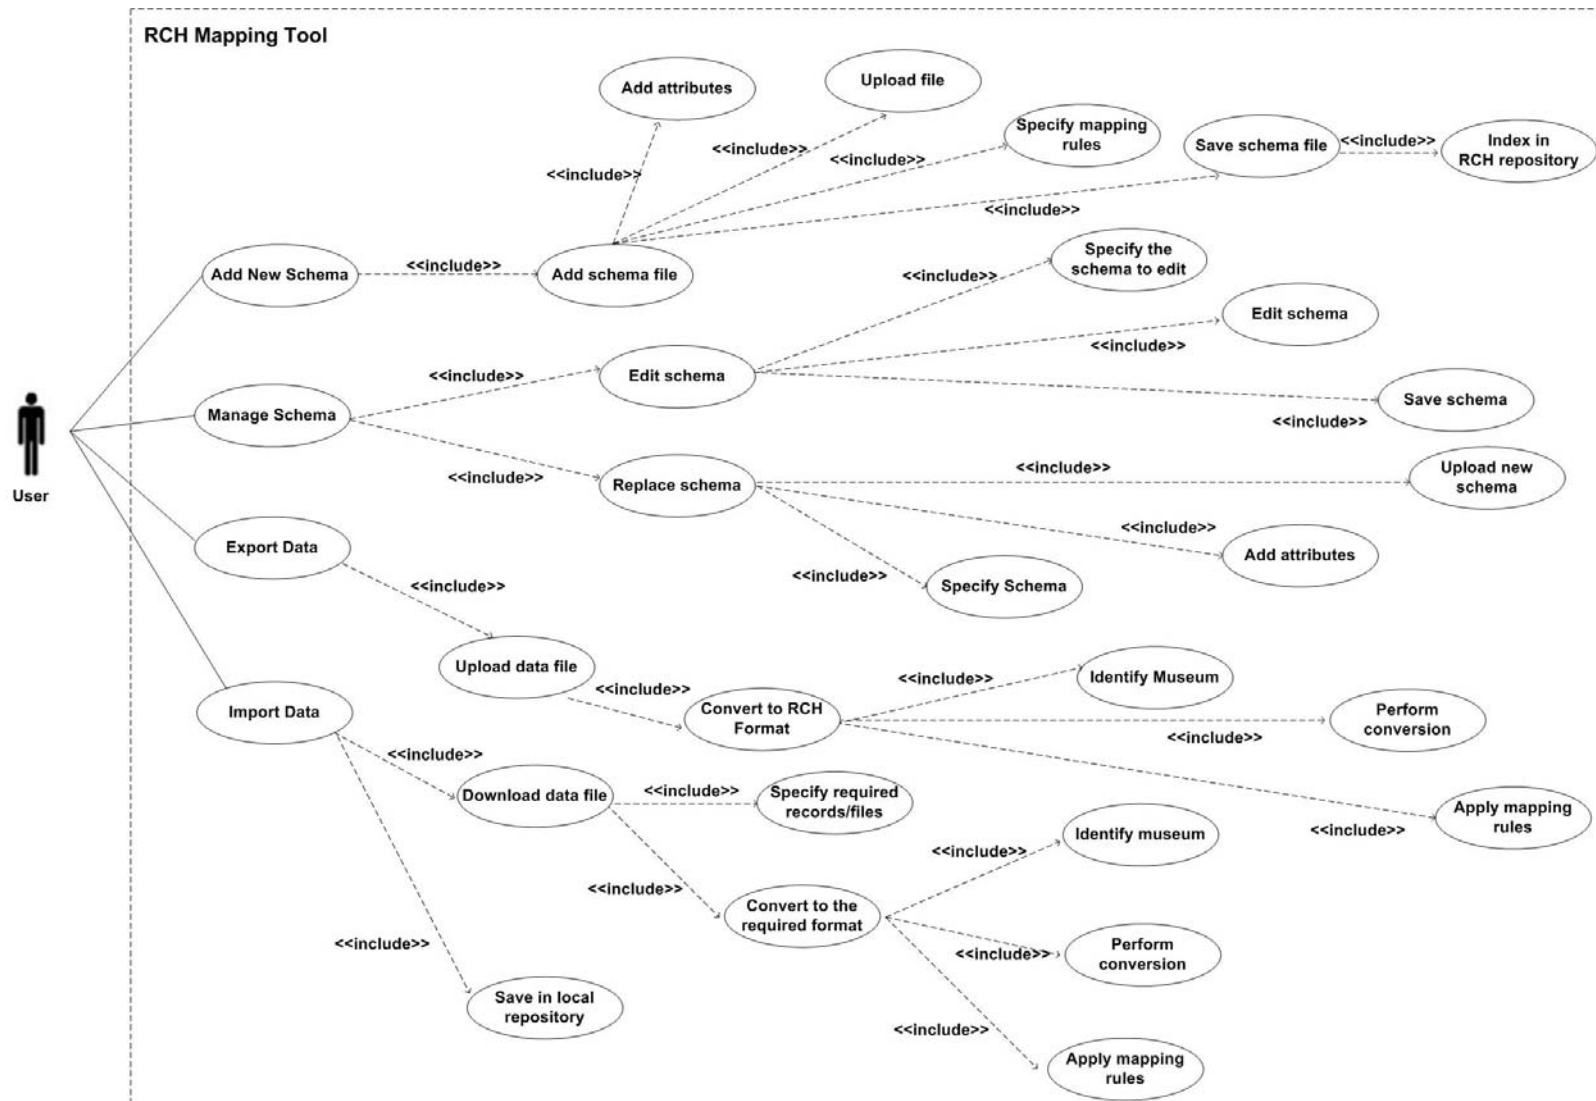 RCH Mapping Tool
Add attributes
Upload file
Specify mapping
rules
Save schema file
<<include>>
Index in
RCH repository
<<include>>
<<include>>
<<include>>
<<include>>
Add New Schema
<<include>>
Add schema file
Specify the
schema to edit
<<include>>
Edit schema
<<include>>
Manage Schema
<<include>>
Edit schema
<<include>>
Save schema
<<include>>
User
<<include>>
Replace schema
<<include>>
Upload new
schema
<<include>>
Add attributes
<<include>>
Specify Schema
Export Data
<<include>>
Upload data file
<<include>>
Convert to RCH
Format
<<include>>
Identify Museum
<<include>>
Perform
conversion
<<include>>
Apply mapping
rules
Import Data
<<include>>
Download data file
<<include>>
Specify required
records/files
<<include>>
Convert to the
required format
<<include>>
Identify museum
<<include>>
Perform
conversion
<<include>>
Apply mapping
rules
<<include>>
Save in local
repository